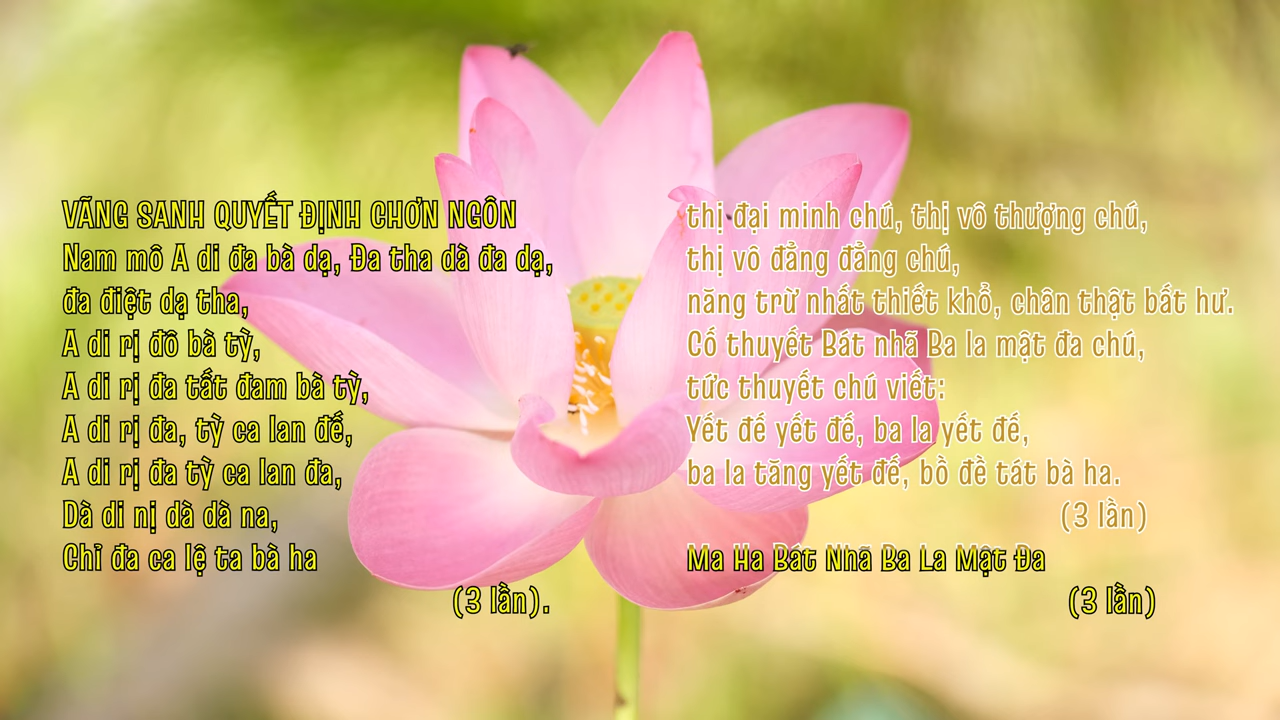 VÃNG SANH QUYẾT ĐỊNH CHƠN NGÔN
Nam mô A di đa bà dạ, Đa tha dà đa dạ,
đa điệt dạ tha,
A di rị đô bà tỳ,
A di rị đa tất đam bà tỳ,
A di rị đa, tỳ ca lan đế,
A di rị đa tỳ ca lan đa,
Dà di nị dà dà na,
Chỉ đa ca lệ ta bà ha
(3 lần).
thị đại minh chú, thị vô thượng chú,
thị vô đẳng đẳng chú,
năng trừ nhất thiết khổ, chân thật bất hư.
Cố thuyết Bát nhã Ba la mật đa chú,
tức thuyết chú viết:
Yết đế yết đế, ba la yết đế,
ba la tăng yết đế, bồ đề tát bà ha.
(3 lần)
Ma Ha Bát Nhã Ba La Mật Đa
(3 lần)